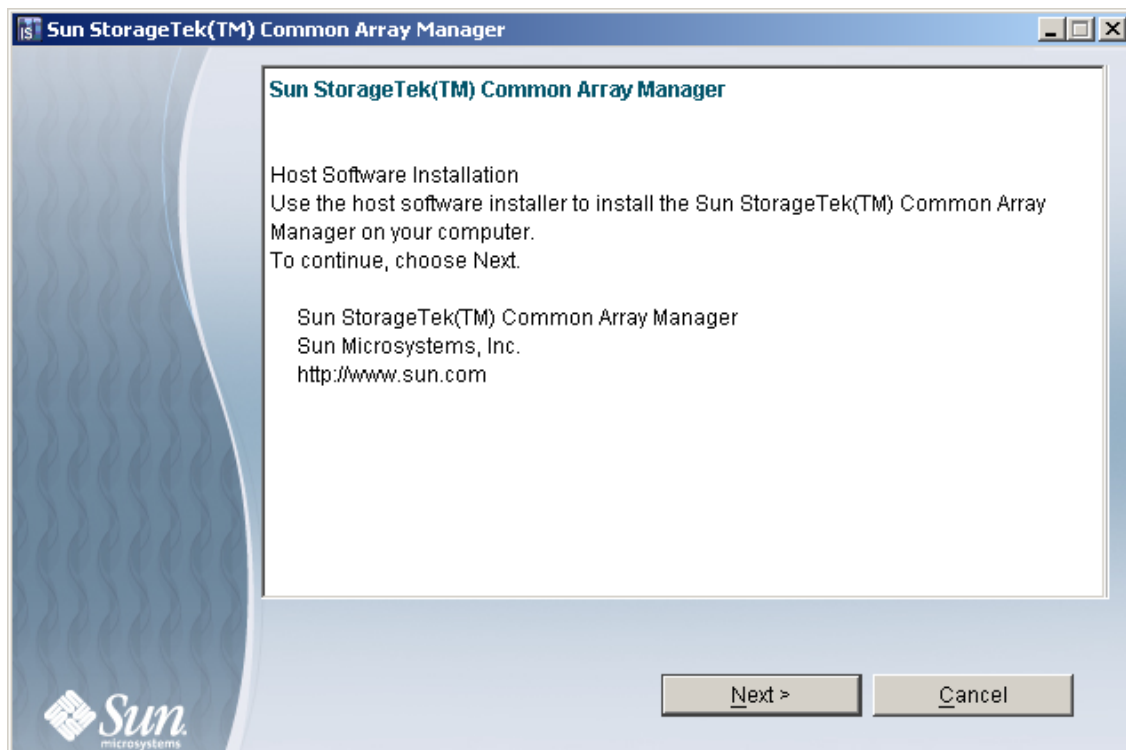 IS Sun StorageTek(TM) Common Array Manager
Sun StorageTek(TM) Common Array Manager
Host Software Installation
Use the host software installer to install the Sun StorageTek(TM) Common Array
Manager on your computer.
To continue, choose Next.
Sun StorageTek(TM) Common Array Manager
Sun Microsystems, Inc.
http://www.sun.com
Next > Cancel
Sun
microsystems